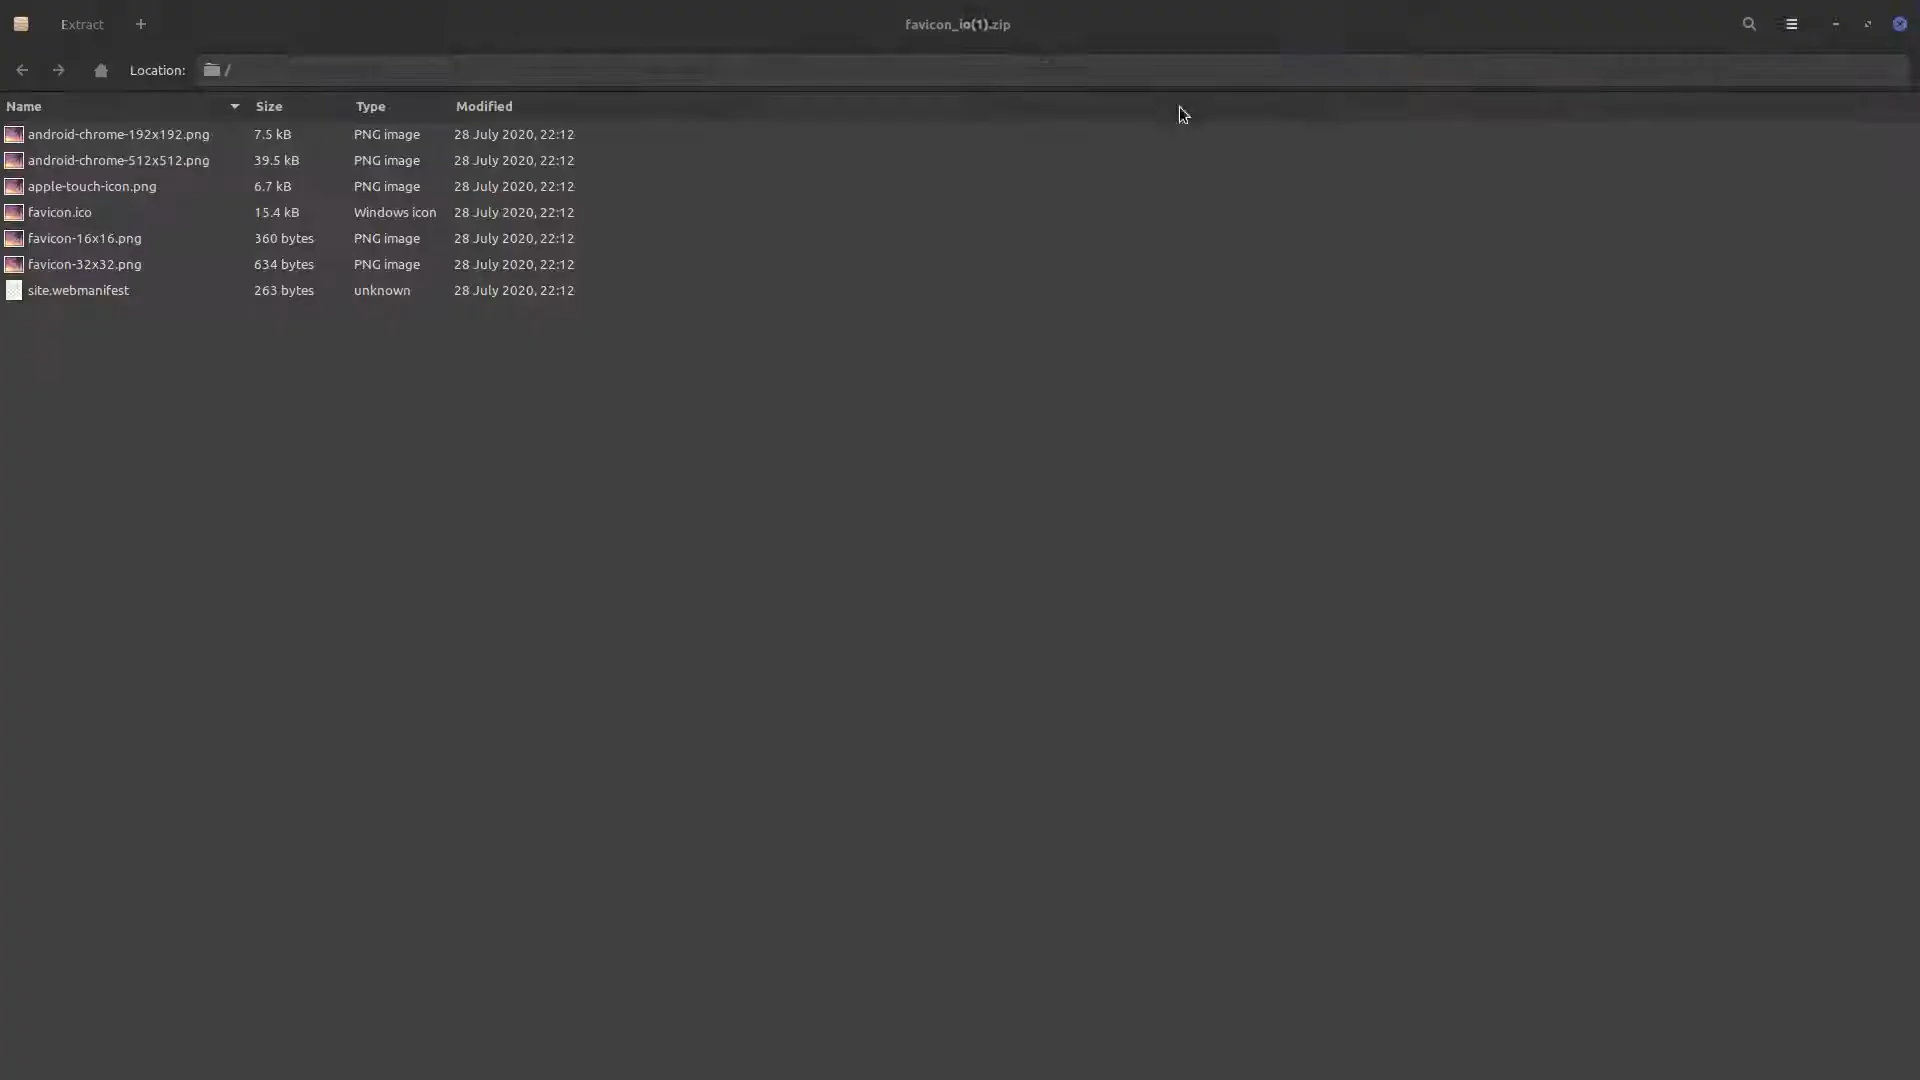 Extract + favicon_io(1).zip
Location: /
Name Size Type Modified
android-chrome-192x192.png 7.5 kB PNG image 28 July 2020, 22:12
android-chrome-512x512.png 39.5 kB PNG image 28 July 2020, 22:12
apple-touch-icon.png 6.7 kB PNG image 28 July 2020, 22:12
favicon.ico 15.4 kB Windows icon 28 July 2020, 22:12
favicon-16x16.png 360 bytes PNG image 28 July 2020, 22:12
favicon-32x32.png 634 bytes PNG image 28 July 2020, 22:12
site.webmanifest 263 bytes unknown 28 July 2020, 22:12